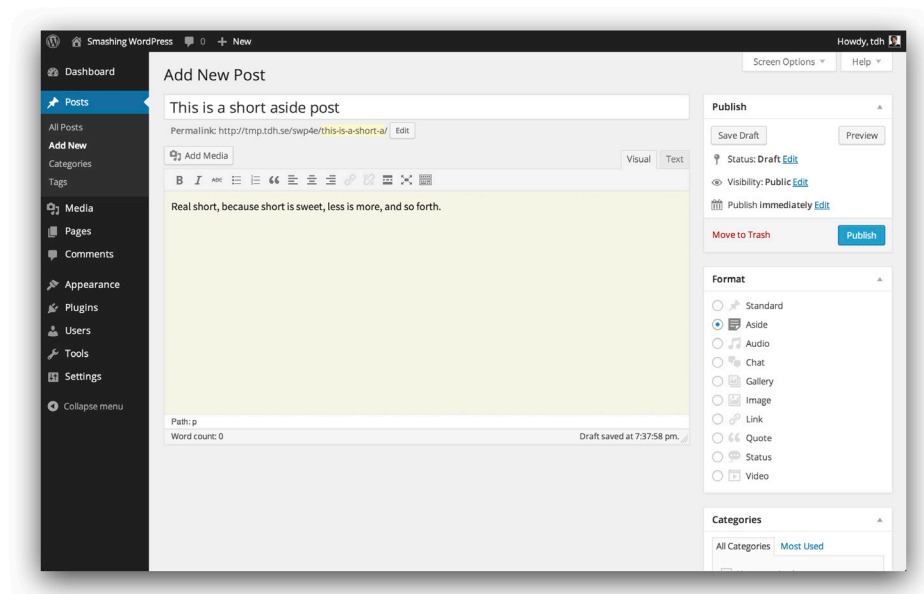 Smashing WordPress 0 + New Howdy, tdh
Screen Options Help
Dashboard
Posts
All Posts
Add New
Categories
Tags
Media
Pages
Comments
Appearance
Plugins
Users
Tools
Settings
Collapse menu
Add New Post
This is a short aside post
Permalink: http://tmp.tdh.se/swp4e/this-is-a-short-a/ Edit
Add Media
Visual Text
B I ABC
Real short, because short is sweet, less is more, and so forth.
Path: p
Word count: 0 Draft saved at 7:37:58 pm.
Publish
Save Draft Preview
Status: Draft Edit
Visibility: Public Edit
Publish immediately Edit
Move to Trash Publish
Format
Standard
Aside
Audio
Chat
Gallery
Image
Link
Quote
Status
Video
Categories
All Categories Most Used